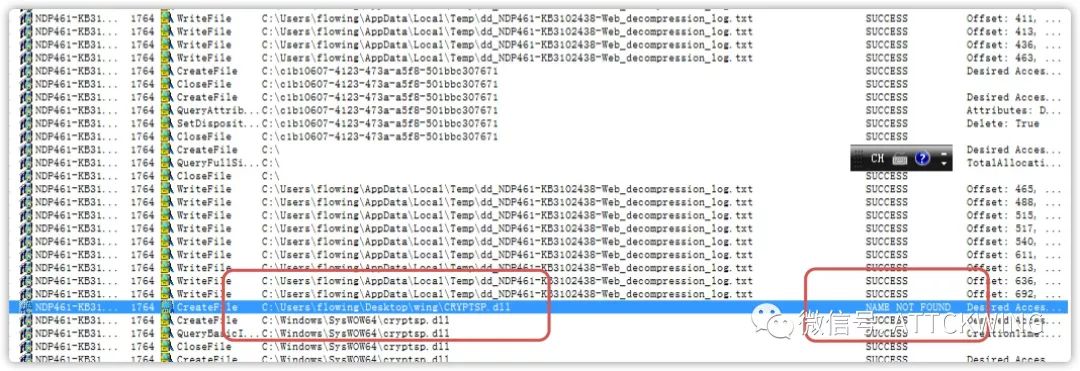 NDP461-KB31... 1764 WriteFile C:\Users\flowing\AppData\Local\Temp\dd_NDP461-KB3102438-Web_decompression_log.txt SUCCESS Offset: 411, ...
NDP461-KB31... 1764 WriteFile C:\Users\flowing\AppData\Local\Temp\dd_NDP461-KB3102438-Web_decompression_log.txt SUCCESS Offset: 413, ...
NDP461-KB31... 1764 WriteFile C:\Users\flowing\AppData\Local\Temp\dd_NDP461-KB3102438-Web_decompression_log.txt SUCCESS Offset: 436, ...
NDP461-KB31... 1764 WriteFile C:\Users\flowing\AppData\Local\Temp\dd_NDP461-KB3102438-Web_decompression_log.txt SUCCESS Offset: 463, ...
NDP461-KB31... 1764 CreateFile C:\c1b10607-4123-473a-a5f8-501bbc307671 SUCCESS Desired Acces...
NDP461-KB31... 1764 CloseFile C:\c1b10607-4123-473a-a5f8-501bbc307671 SUCCESS
NDP461-KB31... 1764 CreateFile C:\c1b10607-4123-473a-a5f8-501bbc307671 SUCCESS Desired Acces...
NDP461-KB31... 1764 QueryAttrib... C:\c1b10607-4123-473a-a5f8-501bbc307671 SUCCESS Attributes: D...
NDP461-KB31... 1764 SetDisposit... C:\c1b10607-4123-473a-a5f8-501bbc307671 SUCCESS Delete: True
NDP461-KB31... 1764 CloseFile C:\c1b10607-4123-473a-a5f8-501bbc307671 SUCCESS
NDP461-KB31... 1764 CreateFile C:\ SUCCESS Desired Acces...
NDP461-KB31... 1764 QueryFullSi... C:\ TotalAllocati...
CH
NDP461-KB31... 1764 CloseFile C:\ SUCCESS
NDP461-KB31... 1764 WriteFile C:\Users\flowing\AppData\Local\Temp\dd_NDP461-KB3102438-Web_decompression_log.txt SUCCESS Offset: 465, ...
NDP461-KB31... 1764 WriteFile C:\Users\flowing\AppData\Local\Temp\dd_NDP461-KB3102438-Web_decompression_log.txt SUCCESS Offset: 488, ...
NDP461-KB31... 1764 WriteFile C:\Users\flowing\AppData\Local\Temp\dd_NDP461-KB3102438-Web_decompression_log.txt SUCCESS Offset: 515, ...
NDP461-KB31... 1764 WriteFile C:\Users\flowing\AppData\Local\Temp\dd_NDP461-KB3102438-Web_decompression_log.txt SUCCESS Offset: 517, ...
NDP461-KB31... 1764 WriteFile C:\Users\flowing\AppData\Local\Temp\dd_NDP461-KB3102438-Web_decompression_log.txt SUCCESS Offset: 540, ...
NDP461-KB31... 1764 WriteFile C:\Users\flowing\AppData\Local\Temp\dd_NDP461-KB3102438-Web_decompression_log.txt SUCCESS Offset: 611, ...
NDP461-KB31... 1764 WriteFile C:\Users\flowing\AppData\Local\Temp\dd_NDP461-KB3102438-Web_decompression_log.txt SUCCESS Offset: 613, ...
NDP461-KB31... 1764 WriteFile C:\Users\flowing\AppData\Local\Temp\dd_NDP461-KB3102438-Web_decompression_log.txt SUCCESS Offset: 636, ...
NDP461-KB31... 1764 WriteFile C:\Users\flowing\AppData\Local\Temp\dd_NDP461-KB3102438-Web_decompression_log.txt SUCCESS Offset: 692, ...
NDP461-KB31... 1764 CreateFile C:\Users\flowing\Desktop\wing\CRYPTSP.dll NAME NOT FOUND Desired Acces...
NDP461-KB31... 1764 CreateFile C:\Windows\SysWOW64\cryptsp.dll SUCCESS Desired Acces...
微信号: ATTCKWING
NDP461-KB31... 1764 QueryBasicI... C:\Windows\SysWOW64\cryptsp.dll SUCCESS CreationTime:...
NDP461-KB31... 1764 CloseFile C:\Windows\SysWOW64\cryptsp.dll SUCCESS
NDP461-KB31... 1764 CreateFile C:\Windows\SysWOW64\cryptsp.dll SUCCESS Desired Acces...